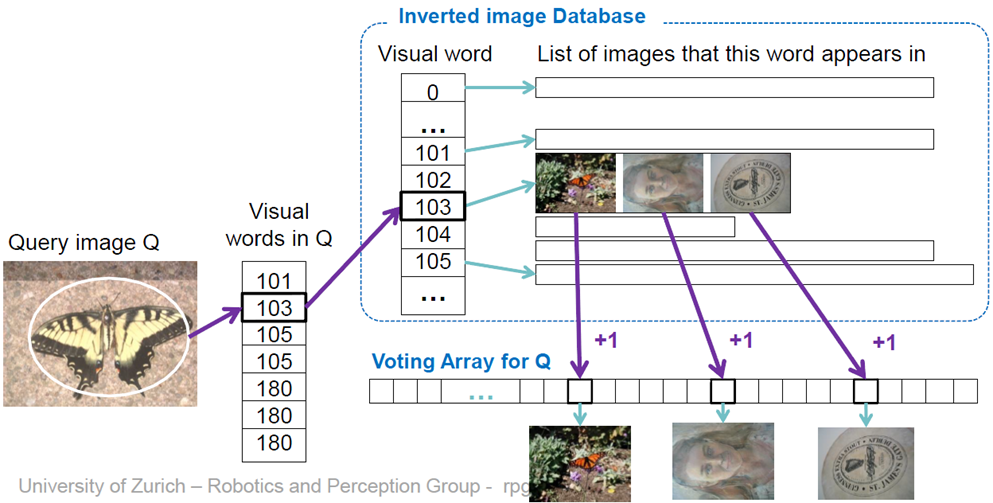 Inverted image Database
Visual word
List of images that this word appears in
0
...
101
102
103
104
105
...
Visual
words in Q
Query image Q
101
103
105
105
180
180
180
+1
+1
+1
Voting Array for Q
...
University of Zurich – Robotics and Perception Group - rpg